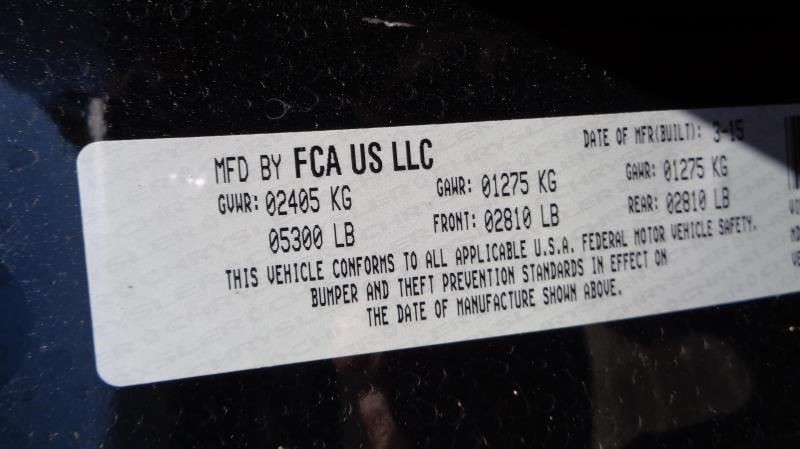 MFD BY FCA US LLC
DATE OF MFR(BUILT): 3-15
GVWR: 02405 KG
05300 LB
GAWR: 01275 KG
FRONT: 02810 LB
GAWR: 01275 KG
REAR: 02810 LB
THIS VEHICLE CONFORMS TO ALL APPLICABLE U.S.A. FEDERAL MOTOR VEHICLE SAFETY.
BUMPER AND THEFT PREVENTION STANDARDS IN EFFECT ON
THE DATE OF MANUFACTURE SHOWN ABOVE.